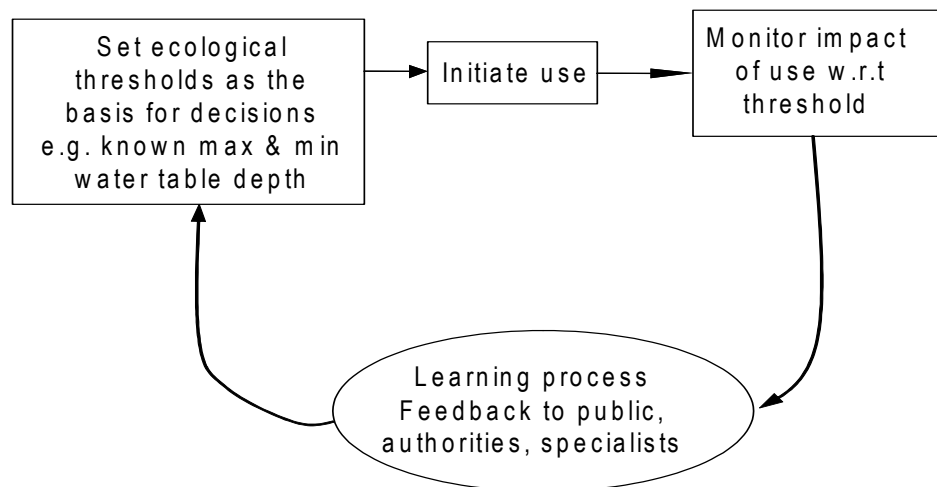 Set ecological
thresholds as the
basis for decisions
e.g. known max & min
water table depth
Initiate use
Monitor impact
of use w.r.t
threshold
Learning process
Feedback to public,
authorities, specialists